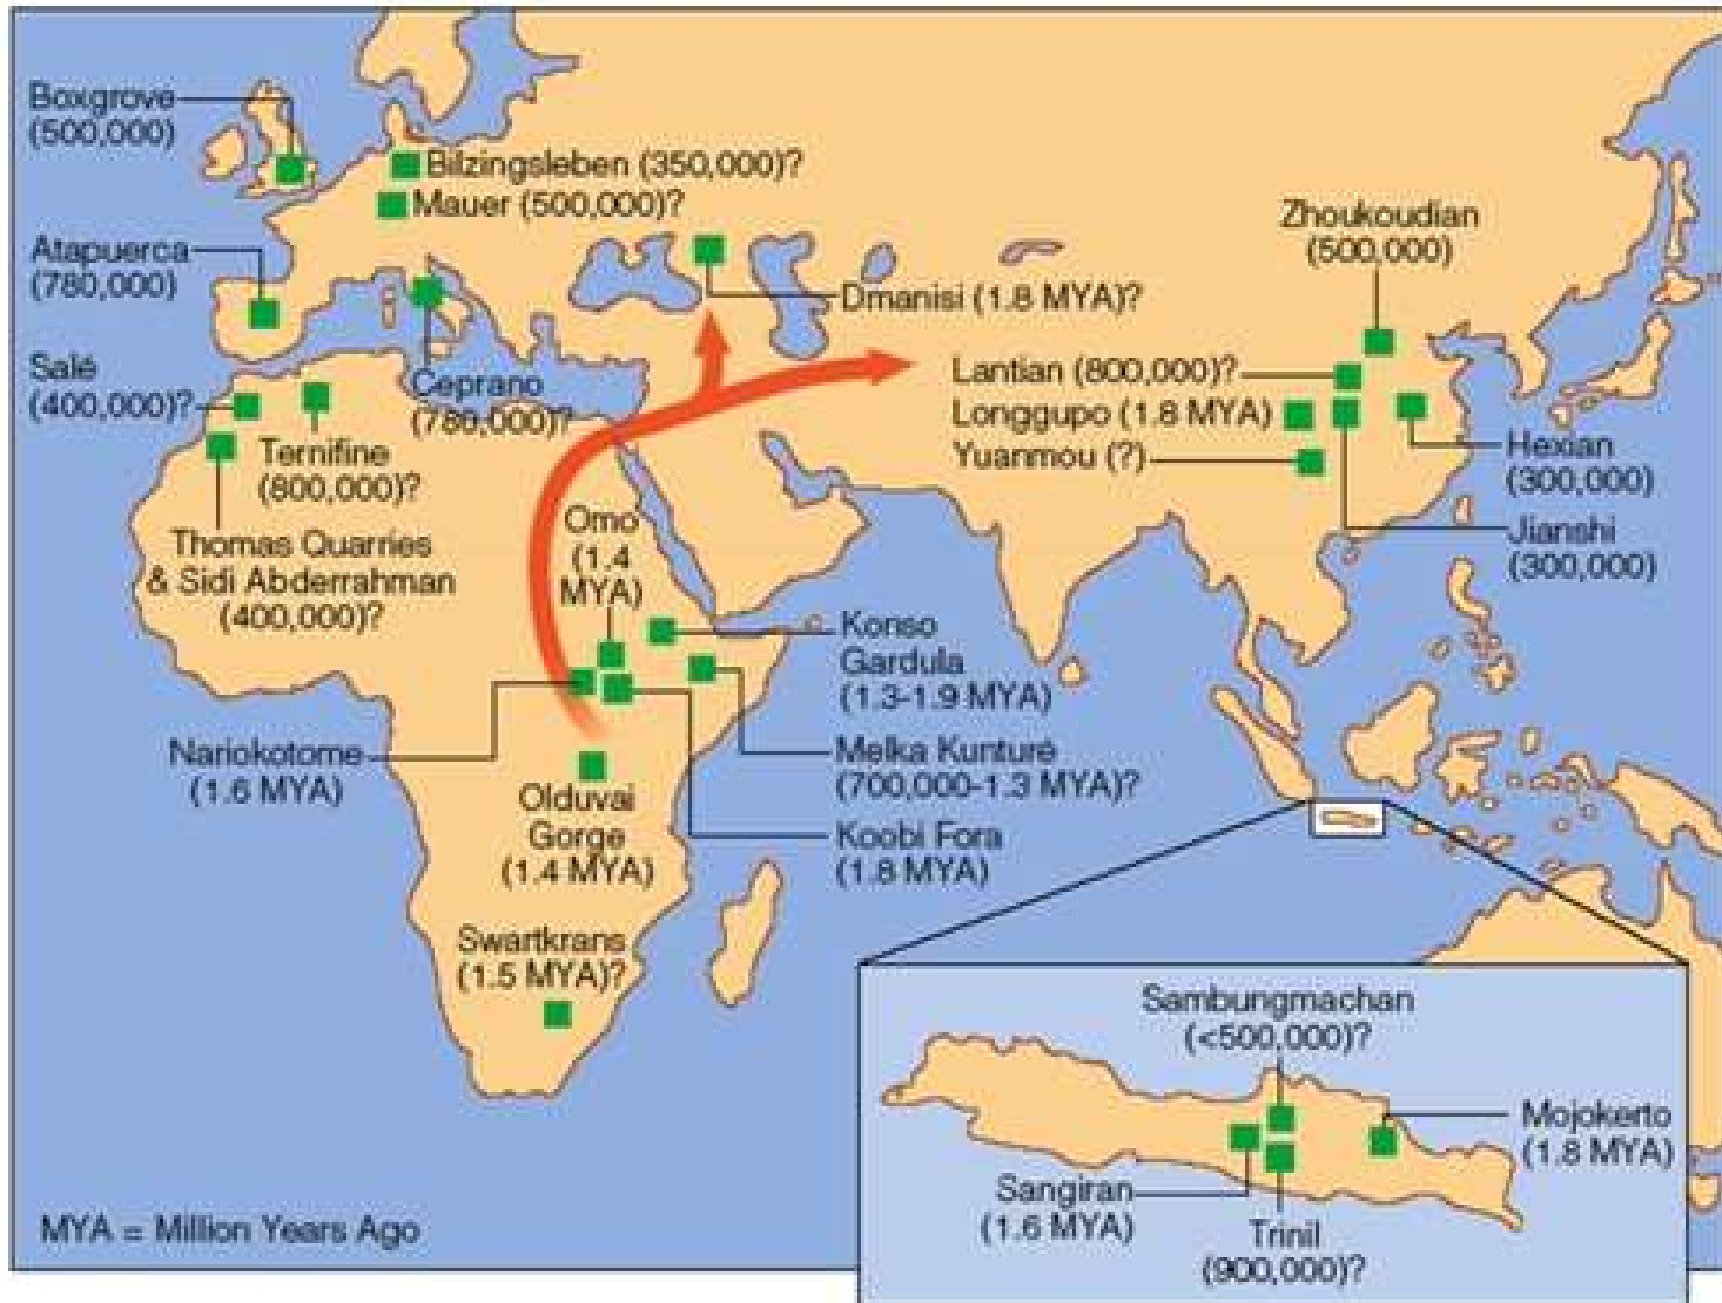 Boxgrove
(500,000)
Bilzingsleben (350,000)?
Mauer (500,000)?
Atapuerca
(780,000)
Zhoukoudian
(500,000)
Dmanisi (1.8 MYA)?
Salé
(400,000)?
Ceprano
(780,000)?
Ternifine
(800,000)?
Lantian (800,000)?
Longgupo (1.8 MYA)
Yuanmou (?)
Hexian
(300,000)
Jianshi
(300,000)
Thomas Quarries
& Sidi Abderrahman
(400,000)?
Omo
(1.4
MYA)
Konso
Gardula
(1.3-1.9 MYA)
Nariokotome
(1.6 MYA)
Melka Kunturé
(700,000-1.3 MYA)?
Olduvai
Gorge
(1.4 MYA)
Koobi Fora
(1.8 MYA)
Swartkrans
(1.5 MYA)?
Sambungmachan
(<500,000)?
Mojokerto
(1.8 MYA)
Sangiran
(1.6 MYA)
Trinil
(900,000)?
MYA = Million Years Ago